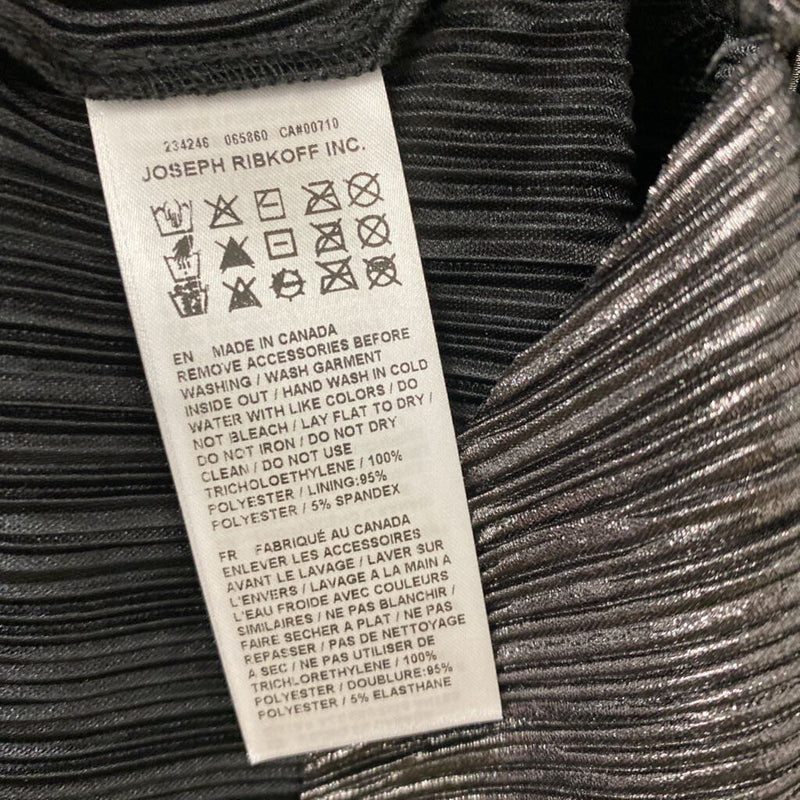 234246 065860 CA#00710
JOSEPH RIBKOFF INC.
EN MADE IN CANADA
REMOVE ACCESSORIES BEFORE
WASHING / WASH GARMENT
INSIDE OUT / HAND WASH IN COLD
WATER WITH LIKE COLORS / DO
NOT BLEACH / LAY FLAT TO DRY /
DO NOT IRON / DO NOT DRY
CLEAN / DO NOT USE
TRICHOLOETHYLENE / 100%
POLYESTER / LINING:95%
POLYESTER / 5% SPANDEX
FR FABRIQUÉ AU CANADA
ENLEVER LES ACCESSOIRES
AVANT LE LAVAGE / LAVER SUR
L'ENVERS / LAVAGE A LA MAIN A
L'EAU FROIDE AVEC COULEURS
SIMILAIRES / NE PAS BLANCHIR /
FAIRE SECHER A PLAT / NE PAS
REPASSER / PAS DE NETTOYAGE
A SEC / NE PAS UTILISER
TRICHLORETHYLENE / 100%
POLYESTER / DOUBLURE:95%
POLYESTER / 5% ELASTHANE